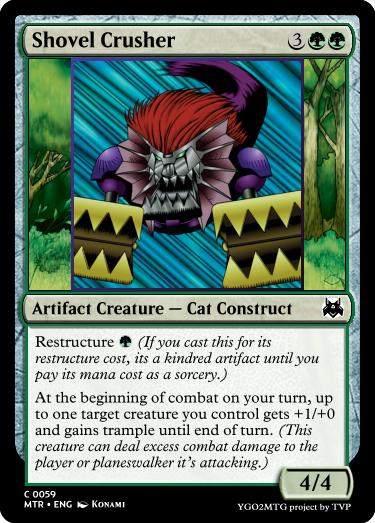 Shovel Crusher 3
Artifact Creature — Cat Construct
Restructure (If you cast this for its
restructure cost, its a kindred artifact until you
pay its mana cost as a sorcery.)
At the beginning of combat on your turn, up
to one target creature you control gets +1/+0
and gains trample until end of turn. (This
creature can deal excess combat damage to the
player or planeswalker it's attacking.)
4/4
C 0059
MTR • ENG Konami
YGO2MTG project by TVP